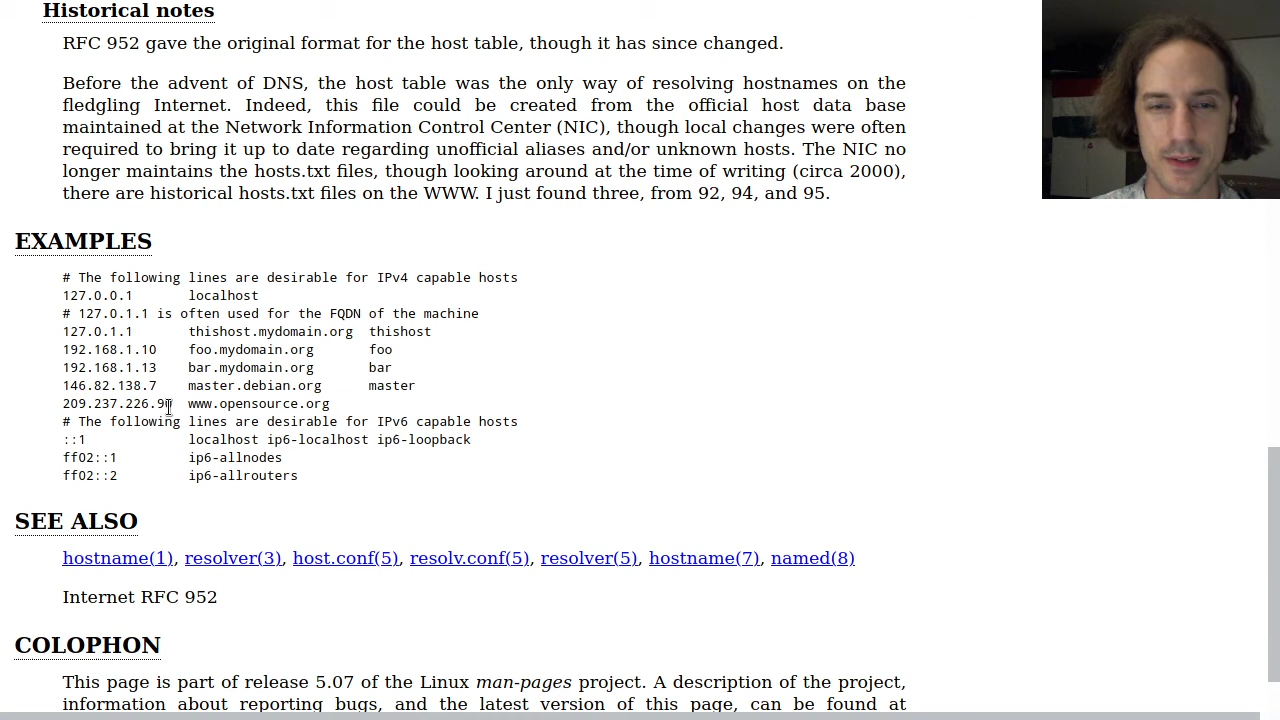 Historical notes
RFC 952 gave the original format for the host table, though it has since changed.
Before the advent of DNS, the host table was the only way of resolving hostnames on the
fledgling Internet. Indeed, this file could be created from the official host data base
maintained at the Network Information Control Center (NIC), though local changes were often
required to bring it up to date regarding unofficial aliases and/or unknown hosts. The NIC no
longer maintains the hosts.txt files, though looking around at the time of writing (circa 2000),
there are historical hosts.txt files on the WWW. I just found three, from 92, 94, and 95.
EXAMPLES
# The following lines are desirable for IPv4 capable hosts
127.0.0.1 localhost
# 127.0.1.1 is often used for the FQDN of the machine
127.0.1.1 thishost.mydomain.org thishost
192.168.1.10 foo.mydomain.org foo
192.168.1.13 bar.mydomain.org bar
146.82.138.7 master.debian.org master
www.opensource.org
# The following lines are desirable for IPv6 capable hosts
::1 localhost ip6-localhost ip6-loopback
ff02::1 ip6-allnodes
ff02::2 ip6-allrouters
SEE ALSO
hostname(1), resolver(3), host.conf(5), resolv.conf(5), resolver(5), hostname(7), named(8)
Internet RFC 952
COLOPHON
This page is part of release 5.07 of the Linux man-pages project. A description of the project,
information about reporting bugs, and the latest version of this page, can be found at